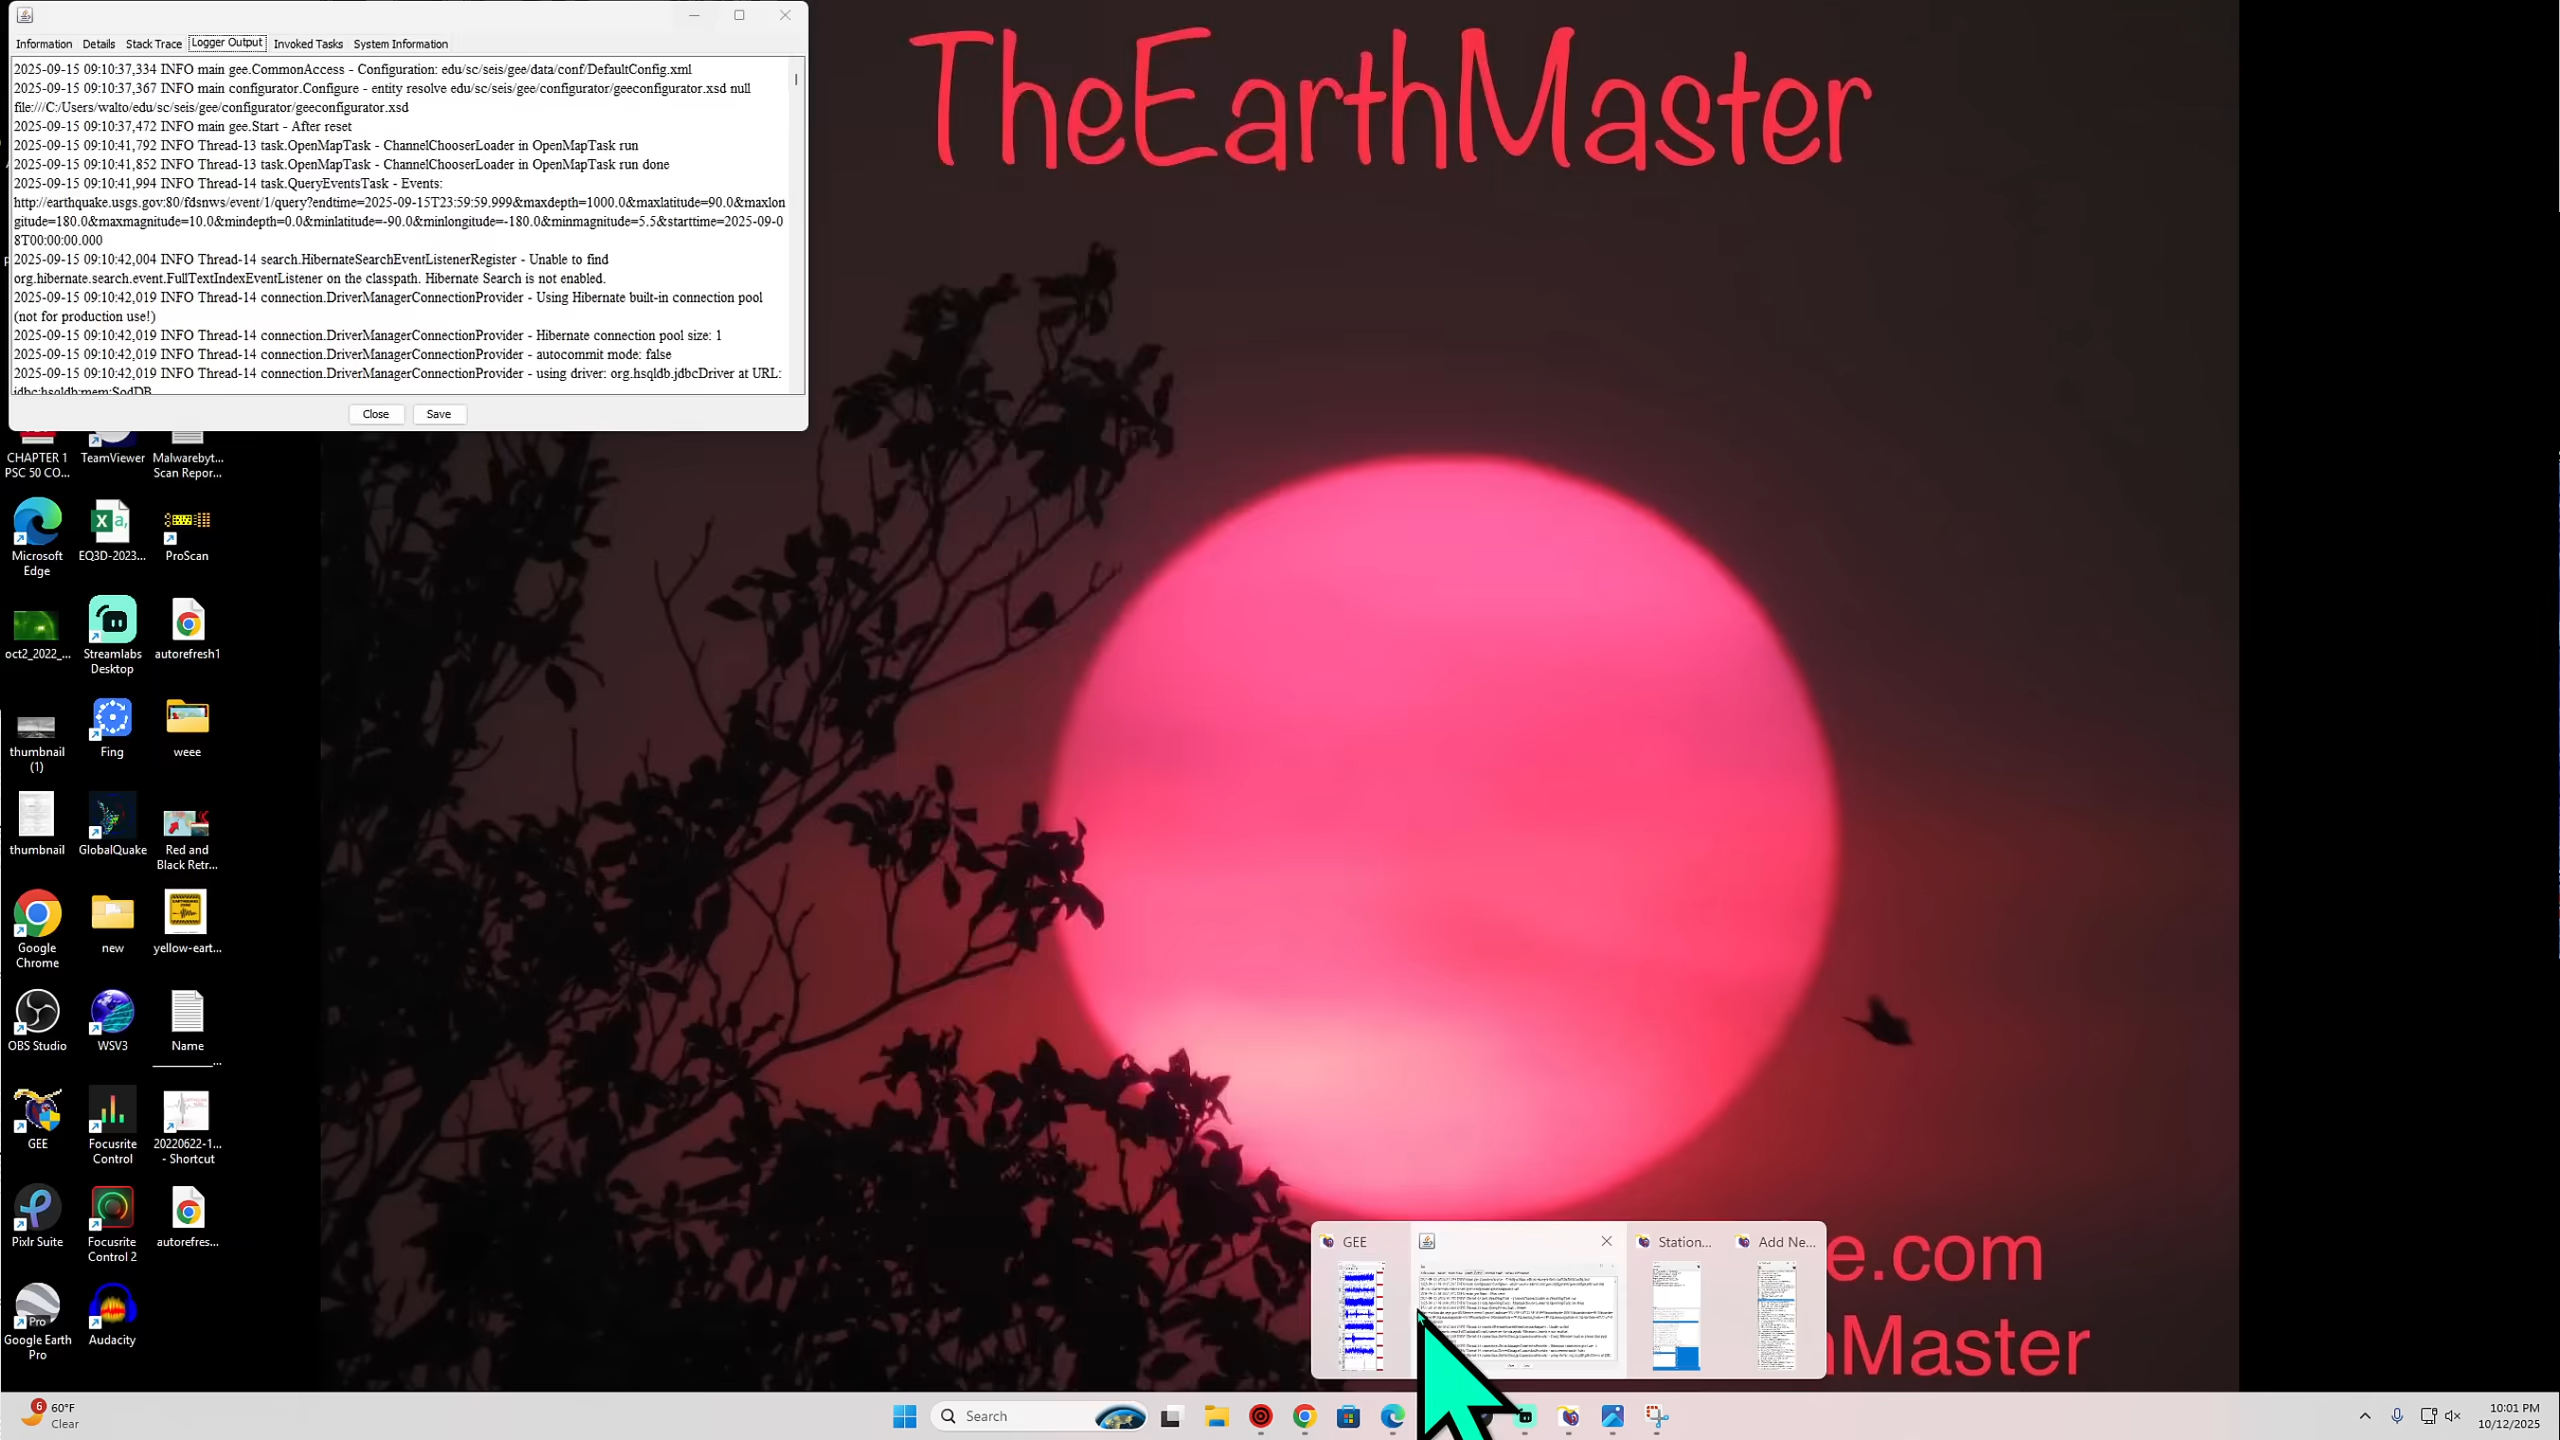 TheEarthMaster
Information Details Stack Trace Logger Output Invoked Tasks System Information
2025-09-15 09:10:37,334 INFO main gee.CommonAccess - Configuration: edu/sc/seis/gee/data/conf/DefaultConfig.xml
2025-09-15 09:10:37,367 INFO main configurator.Configure - entity resolve edu/sc/seis/gee/configurator/geeconfigurator.xsd null
file:///C:/Users/walto/edu/sc/seis/gee/configurator/geeconfigurator.xsd
2025-09-15 09:10:37,472 INFO main gee.Start - After reset
2025-09-15 09:10:41,792 INFO Thread-13 task.OpenMapTask - ChannelChooserLoader in OpenMapTask run
2025-09-15 09:10:41,852 INFO Thread-13 task.OpenMapTask - ChannelChooserLoader in OpenMapTask run done
2025-09-15 09:10:41,994 INFO Thread-14 task.QueryEventsTask - Events:
http://earthquake.usgs.gov:80/fdsnws/event/1/query?endtime=2025-09-15T23:59:59.999&maxdepth=1000.0&maxlatitude=90.0&maxlon
gitude=180.0&maxmagnitude=10.0&mindepth=0.0&minlatitude=-90.0&minlongitude=-180.0&minmagnitude=5.5&starttime=2025-09-0
8T00:00:00.000
2025-09-15 09:10:42,004 INFO Thread-14 search.HibernateSearchEventListenerRegister - Unable to find
org.hibernate.search.event.FullTextIndexEventListener on the classpath. Hibernate Search is not enabled.
2025-09-15 09:10:42,019 INFO Thread-14 connection.DriverManagerConnectionProvider - Using Hibernate built-in connection pool
(not for production use!)
2025-09-15 09:10:42,019 INFO Thread-14 connection.DriverManagerConnectionProvider - Hibernate connection pool size: 1
2025-09-15 09:10:42,019 INFO Thread-14 connection.DriverManagerConnectionProvider - autocommit mode: false
2025-09-15 09:10:42,019 INFO Thread-14 connection.DriverManagerConnectionProvider - using driver: org.hsqldb.jdbcDriver at URL:
jdbc:hsqldb:mem:SodDB
Close Save
CHAPTER 1 TeamViewer Malwarebyt...
PSC 50 CO... Scan Repor...
Microsoft EQ3D-2023... ProScan
Edge
oct2_2022_... Streamlabs autorefresh1
Desktop
thumbnail Fing weee
(1)
thumbnail GlobalQuake Red and
Black Retr...
Google new yellow-eart...
Chrome
OBS Studio WSV3 Name
GEE Focusrite 20220622-1...
Control - Shortcut
Pixlr Suite Focusrite autorefres...
Control 2
Pro
Google Earth Audacity
Pro
GEE Station... Add Ne...
e.com
Master
6 60°F
Clear
Search
10:01 PM
10/12/2025